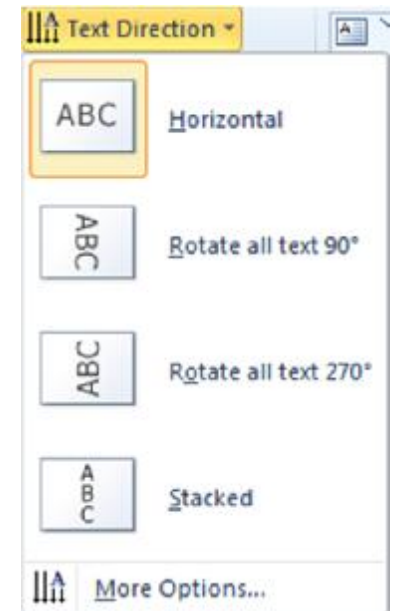 Text Direction
A
ABC
Horizontal
ABC
Rotate all text 90°
ABC
Rotate all text 270°
A
B
C
Stacked
More Options...